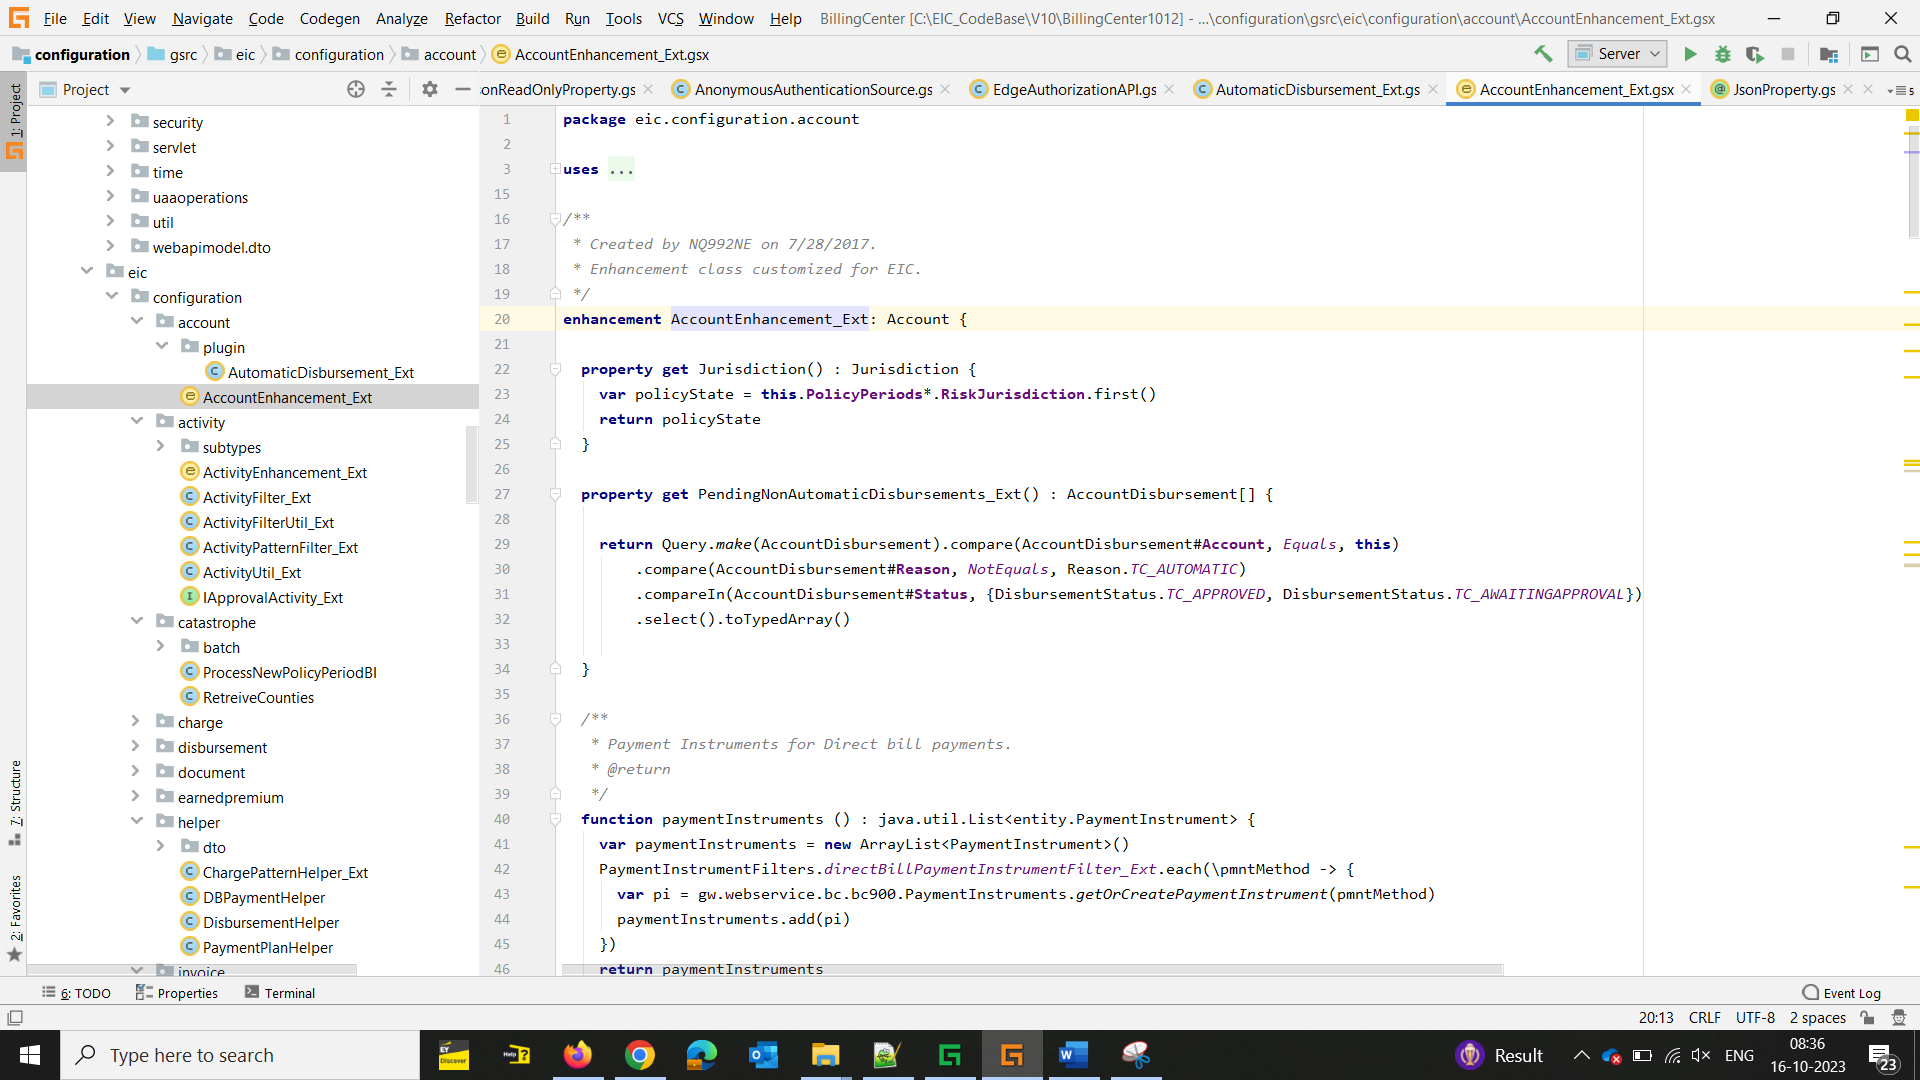 File Edit View Navigate Code Codegen Analyze Refactor Build Run Tools VCS Window Help BillingCenter [C:\EIC_CodeBase\V10\BillingCenter1012] - ...\configuration\gsrc\eic\configuration\account\AccountEnhancement_Ext.gsx
configuration gsrc eic configuration account AccountEnhancement_Ext.gsx Server
Project onReadOnlyProperty.gs AnonymousAuthenticationSource.gs EdgeAuthorizationAPI.gs AutomaticDisbursement_Ext.gs AccountEnhancement_Ext.gsx JsonProperty.gs
1: Project
7: Structure
2: Favorites
security
servlet
time
uaaoperations
util
webapimodel.dto
eic
configuration
account
plugin
AutomaticDisbursement_Ext
AccountEnhancement_Ext
activity
subtypes
ActivityEnhancement_Ext
ActivityFilter_Ext
ActivityFilterUtil_Ext
ActivityPatternFilter_Ext
ActivityUtil_Ext
IApprovalActivity_Ext
catastrophe
batch
ProcessNewPolicyPeriodBI
RetreiveCounties
charge
disbursement
document
earnedpremium
helper
dto
ChargePatternHelper_Ext
DBPaymentHelper
DisbursementHelper
PaymentPlanHelper
invoice
1 package eic.configuration.account
2
3 uses ...
15
16 /**
17 * Created by NQ992NE on 7/28/2017.
18 * Enhancement class customized for EIC.
19 */
20 enhancement AccountEnhancement_Ext: Account {
21
22 property get Jurisdiction() : Jurisdiction {
23 var policyState = this.PolicyPeriods*.RiskJurisdiction.first()
24 return policyState
25 }
26
27 property get PendingNonAutomaticDisbursements_Ext() : AccountDisbursement[] {
28
29 return Query.make(AccountDisbursement).compare(AccountDisbursement#Account, Equals, this)
30 .compare(AccountDisbursement#Reason, NotEquals, Reason.TC_AUTOMATIC)
31 .compareIn(AccountDisbursement#Status, {DisbursementStatus.TC_APPROVED, DisbursementStatus.TC_AWAITINGAPPROVAL})
32 .select().toTypedArray()
33
34 }
35
36 /**
37 * Payment Instruments for Direct bill payments.
38 * @return
39 */
40 function paymentInstruments () : java.util.List<entity.PaymentInstrument> {
41 var paymentInstruments = new ArrayList<PaymentInstrument>()
42 PaymentInstrumentFilters.directBillPaymentInstrumentFilter_Ext.each(\pmntMethod -> {
43 var pi = gw.webservice.bc.bc900.PaymentInstruments.getOrCreatePaymentInstrument(pmntMethod)
44 paymentInstruments.add(pi)
45 })
46 return paymentInstruments
6: TODO Properties Terminal Event Log
20:13 CRLF UTF-8 2 spaces
Type here to search
EY Discover
Help ?
Result ENG 08:36
16-10-2023
23